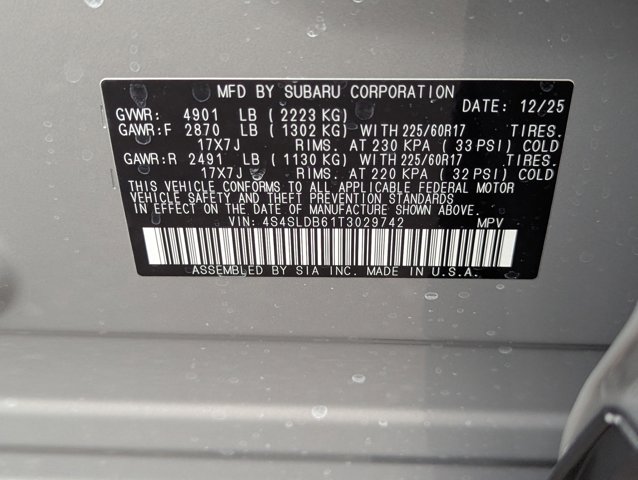 MFD BY SUBARU CORPORATION
DATE: 12/25
GVWR: 4901 LB (2223 KG)
GAWR:F 2870 LB (1302 KG) WITH 225/60R17 TIRES.
17X7J RIMS. AT 230 KPA (33 PSI) COLD
GAWR:R 2491 LB (1130 KG) WITH 225/60R17 TIRES.
17X7J RIMS. AT 220 KPA (32 PSI) COLD
THIS VEHICLE CONFORMS TO ALL APPLICABLE FEDERAL MOTOR
VEHICLE SAFETY AND THEFT PREVENTION STANDARDS
IN EFFECT ON THE DATE OF MANUFACTURE SHOWN ABOVE.
VIN: 4S4SLDB61T3029742 MPV
ASSEMBLED BY SIA INC. MADE IN U.S.A.